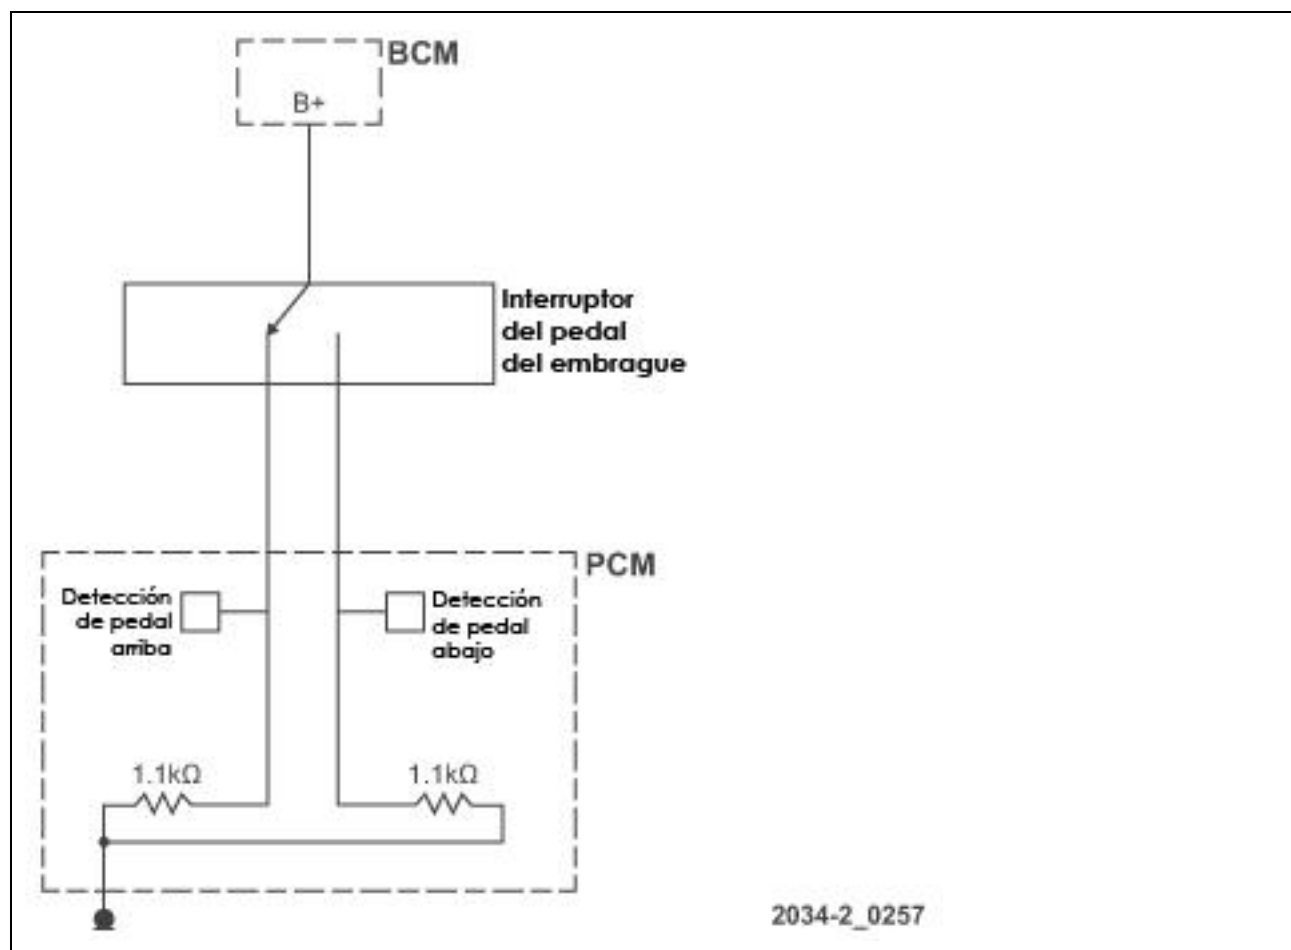 BCM
B+
Interruptor
del pedal
del embrague
PCM
Detección
de pedal
arriba
Detección
de pedal
abajo
1.1kΩ
1.1kΩ
2034-2_0257